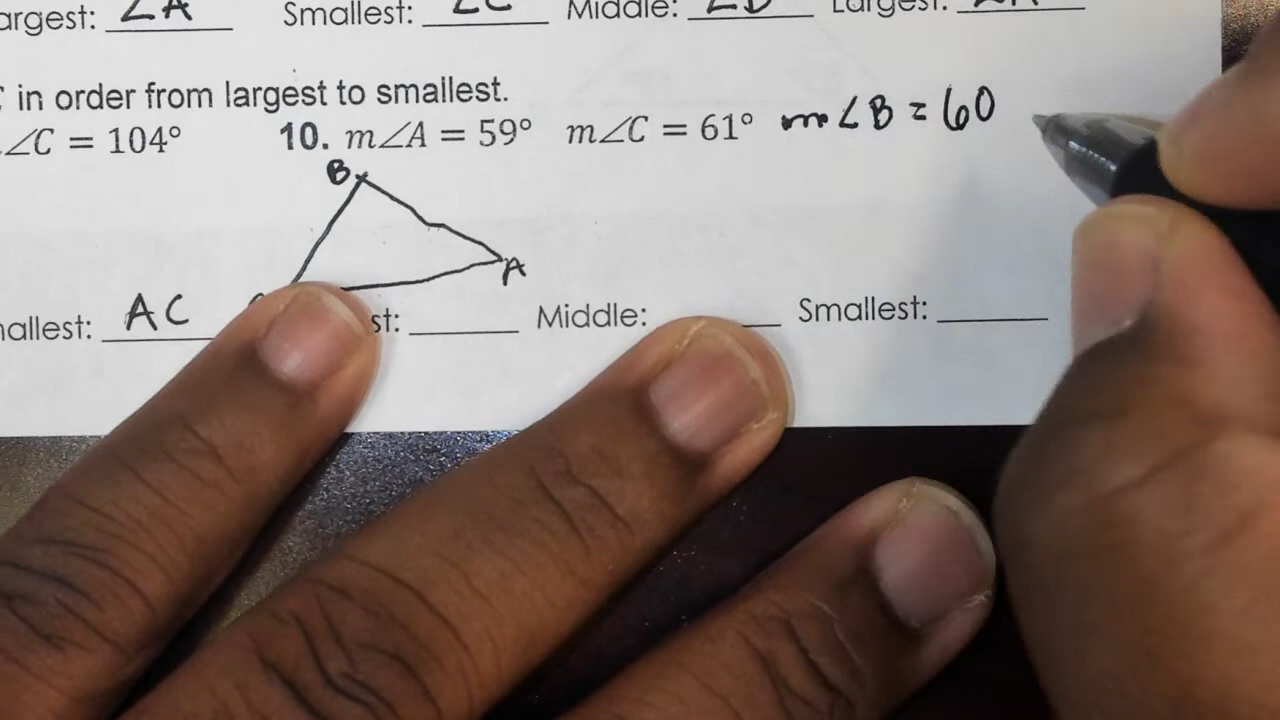 argest: ∠A Smallest: ∠C Middle: ∠B Largest: ∠A
in order from largest to smallest.
∠C = 104° 10. m∠A = 59° m∠C = 61° m∠B = 60
B
A
mallest: AC st: Middle: Smallest: